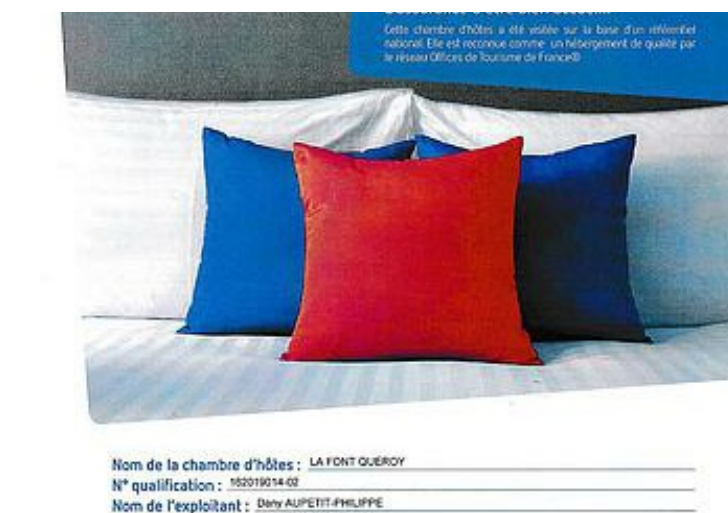 Cette chambre d'hôtes a été visitée sur la base d'un référentiel
national. Elle est reconnue comme un hébergement de qualité par
le réseau Offices de Tourisme de France®
Nom de la chambre d'hôtes : LA FONT QUEROY
N° qualification : 162019014-02
Nom de l'exploitant : Dany AUPETIT-PHILIPPE